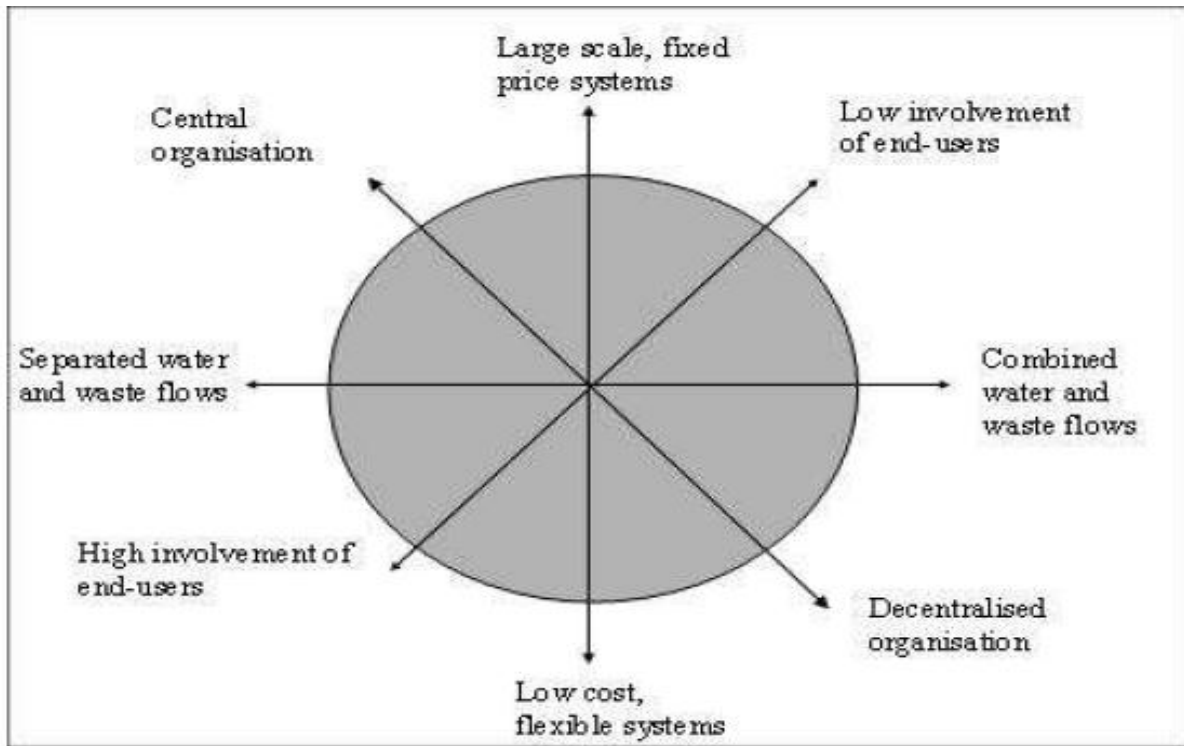 Large scale, fixed
price systems
Central
organisation
Low involvement
of end-users
Separated water
and waste flows
Combined
water and
waste flows
High involvement of
end-users
Decentralised
organisation
Low cost,
flexible systems